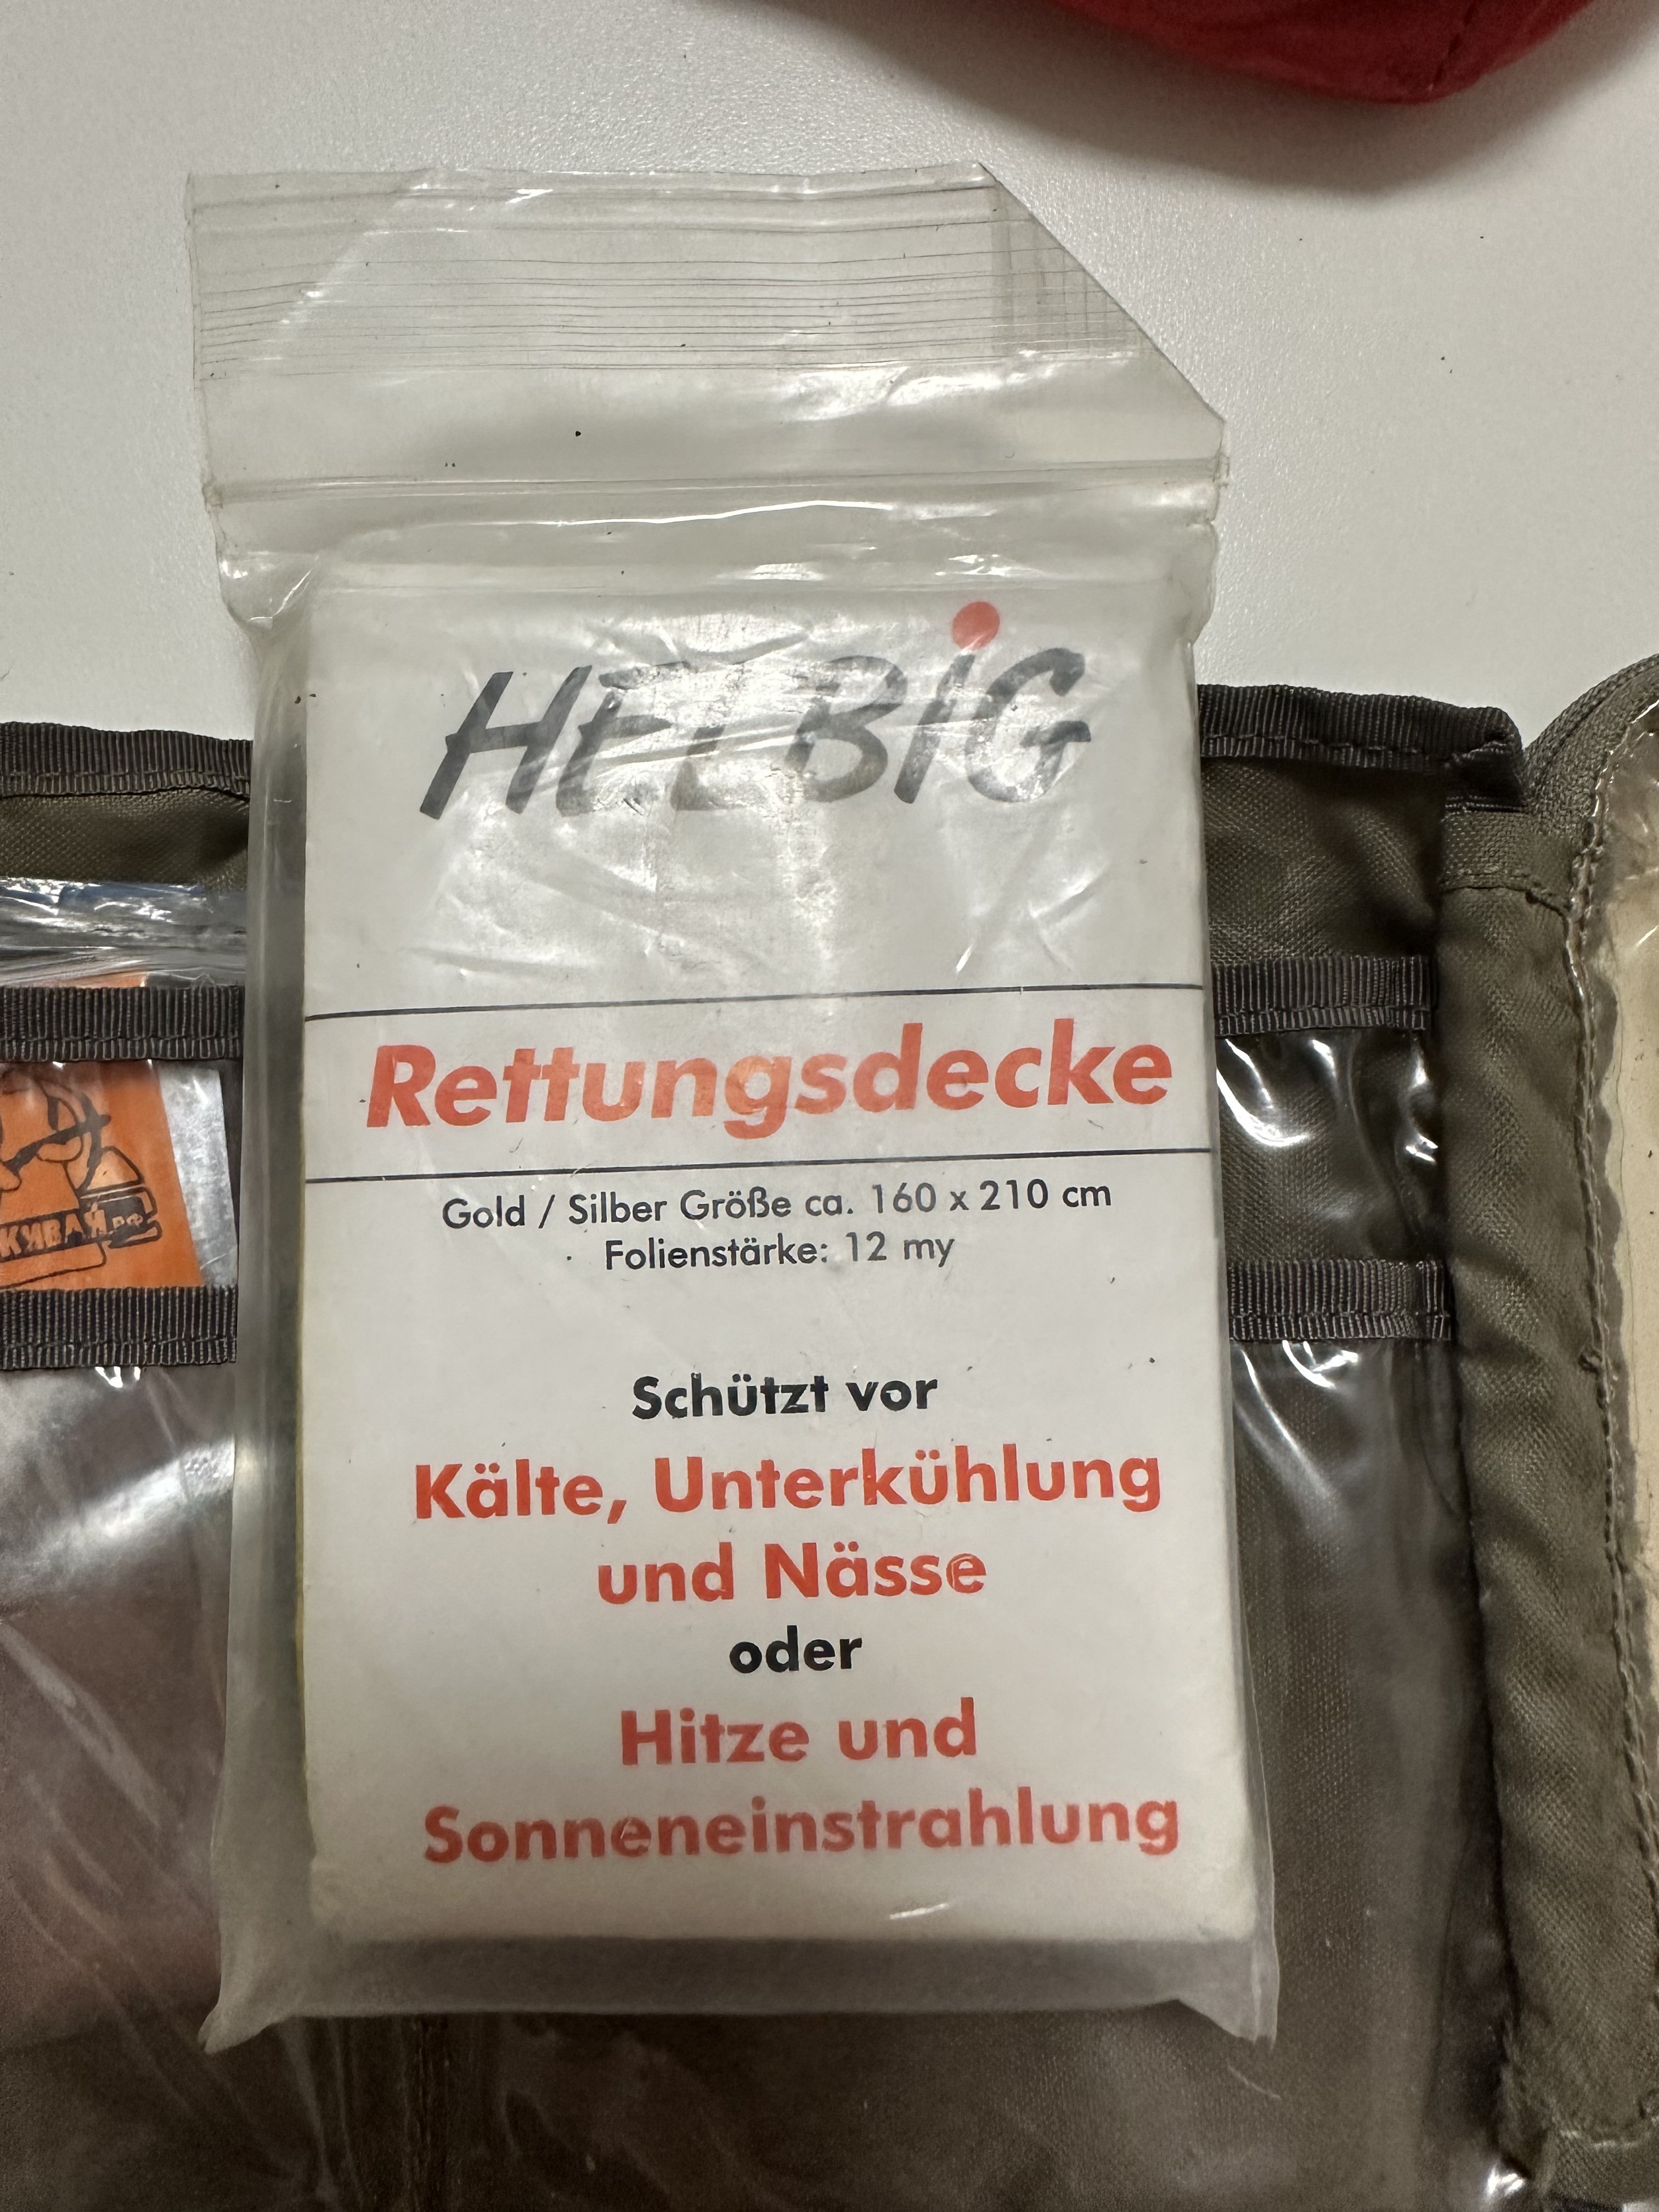 HELBIG
Rettungsdecke
Gold / Silber Größe ca. 160 x 210 cm
Folienstärke: 12 my
Schützt vor
Kälte, Unterkühlung
und Nässe
oder
Hitze und
Sonneneinstrahlung